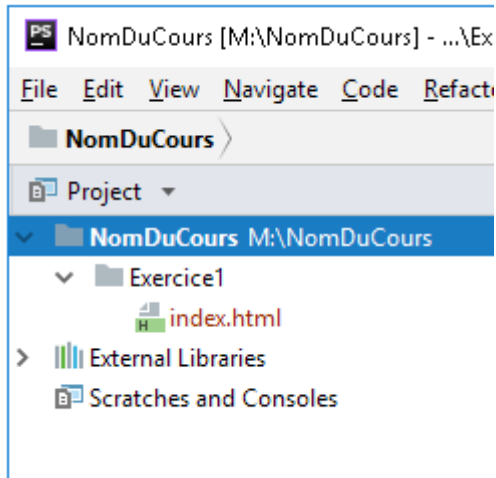 PS NomDuCours [M:\NomDuCours] - ...\Ex
File Edit View Navigate Code Refact
NomDuCours
Project
NomDuCours M:\NomDuCours
Exercice1
H index.html
External Libraries
Scratches and Consoles